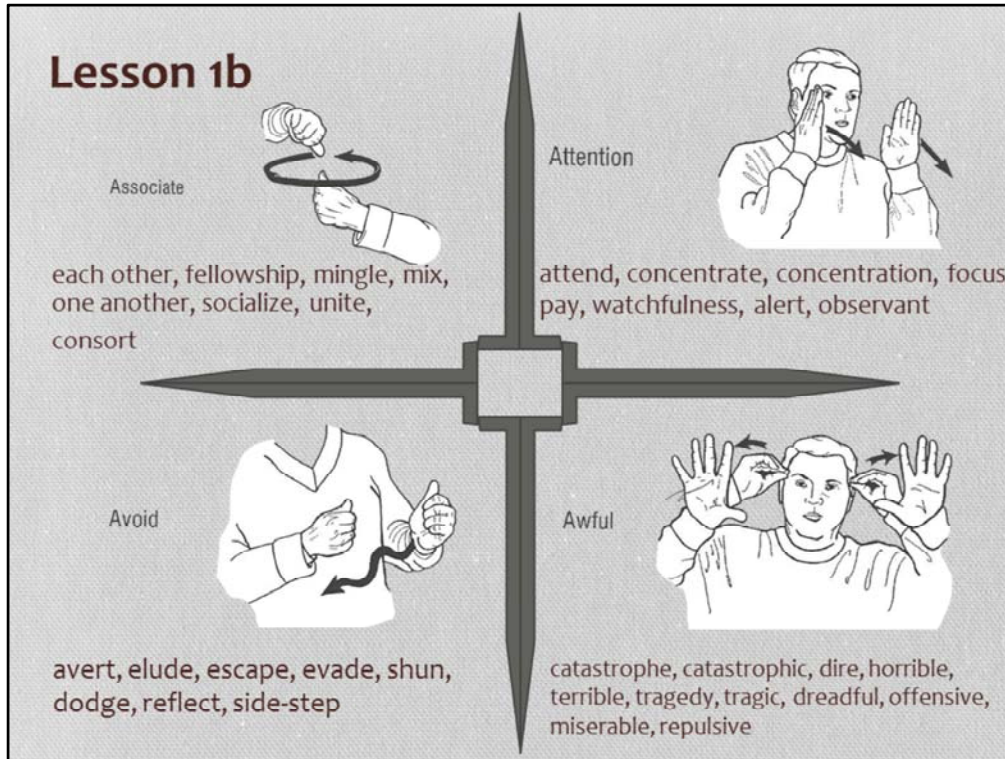 Lesson 1b
Associate
each other, fellowship, mingle, mix,
one another, socialize, unite,
consort
Attention
attend, concentrate, concentration, focus
pay, watchfulness, alert, observant
Avoid
avert, elude, escape, evade, shun,
dodge, reflect, side-step
Awful
catastrophe, catastrophic, dire, horrible,
terrible, tragedy, tragic, dreadful, offensive,
miserable, repulsive